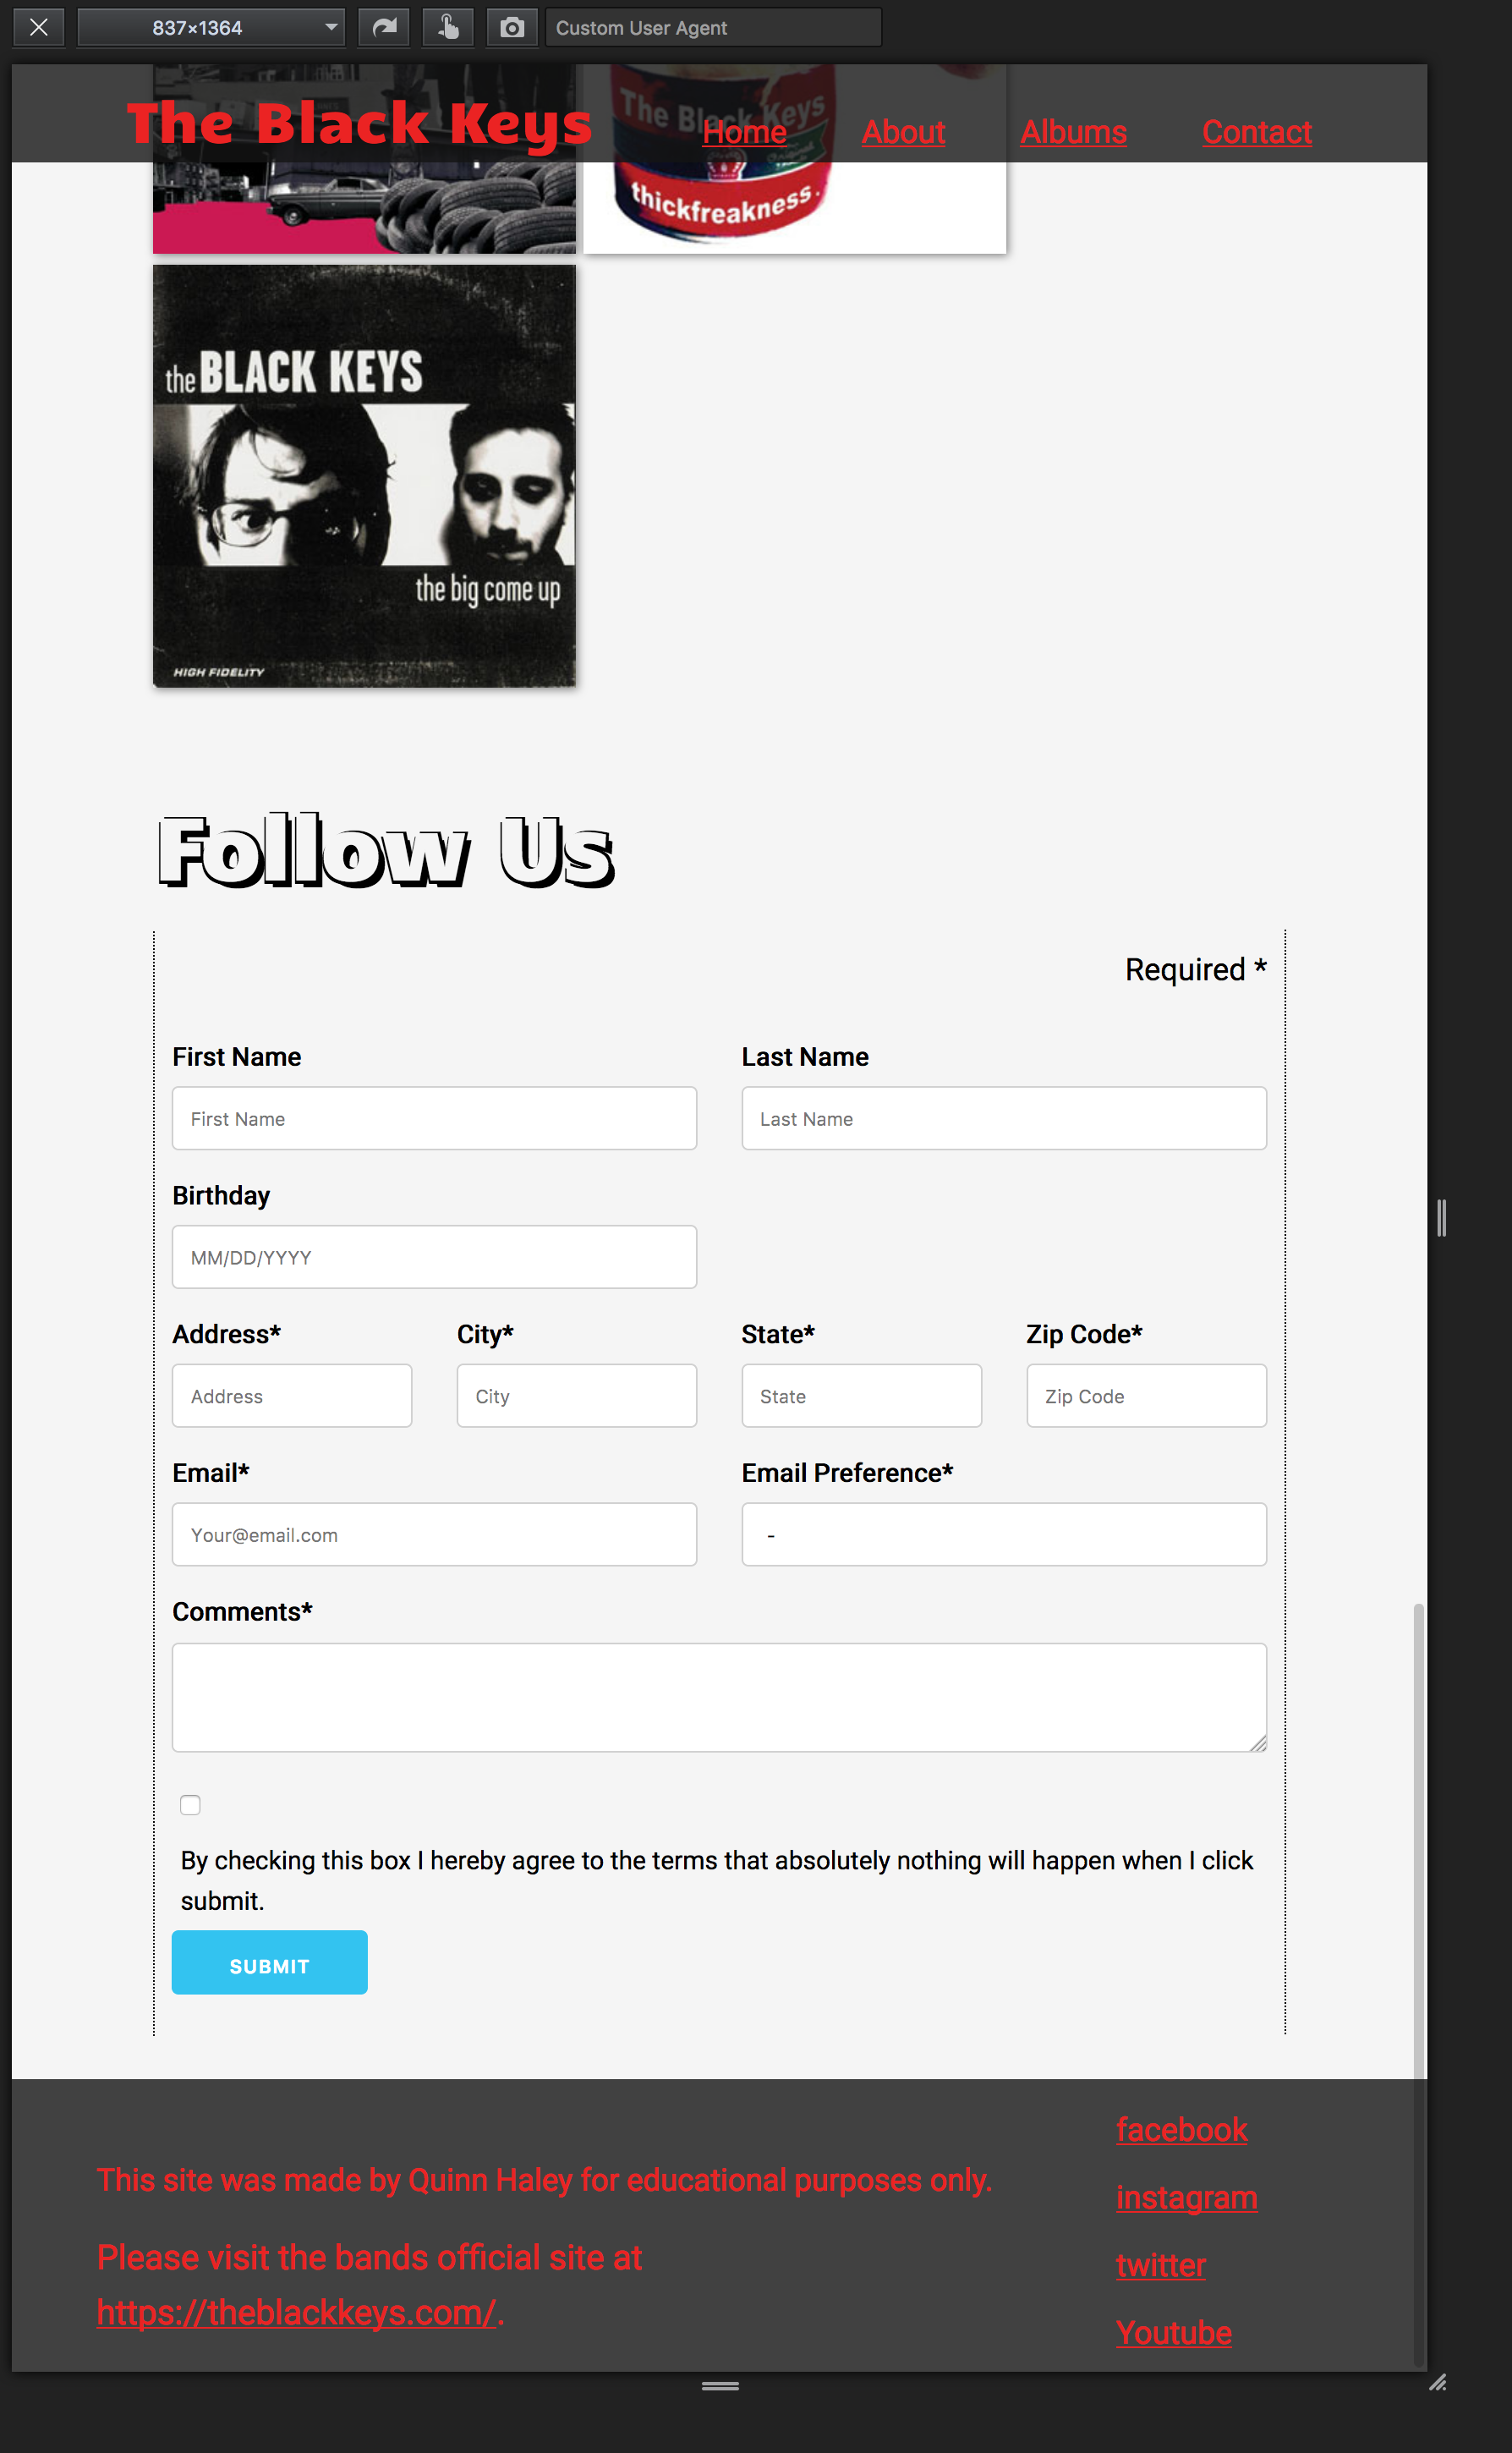 837×1364
Custom User Agent
The Black Keys
Home
About
Albums
Contact
The Black Keys
thickfreakness.
the BLACK KEYS
the big come up
HIGH FIDELITY
Follow Us
Required *
First Name
Last Name
First Name
Last Name
Birthday
MM/DD/YYYY
Address*
City*
State*
Zip Code*
Address
City
State
Zip Code
Email*
Email Preference*
Your@email.com
-
Comments*
By checking this box I hereby agree to the terms that absolutely nothing will happen when I click
submit.
SUBMIT
This site was made by Quinn Haley for educational purposes only.
Please visit the bands official site at
https://theblackkeys.com/.
facebook
instagram
twitter
Youtube